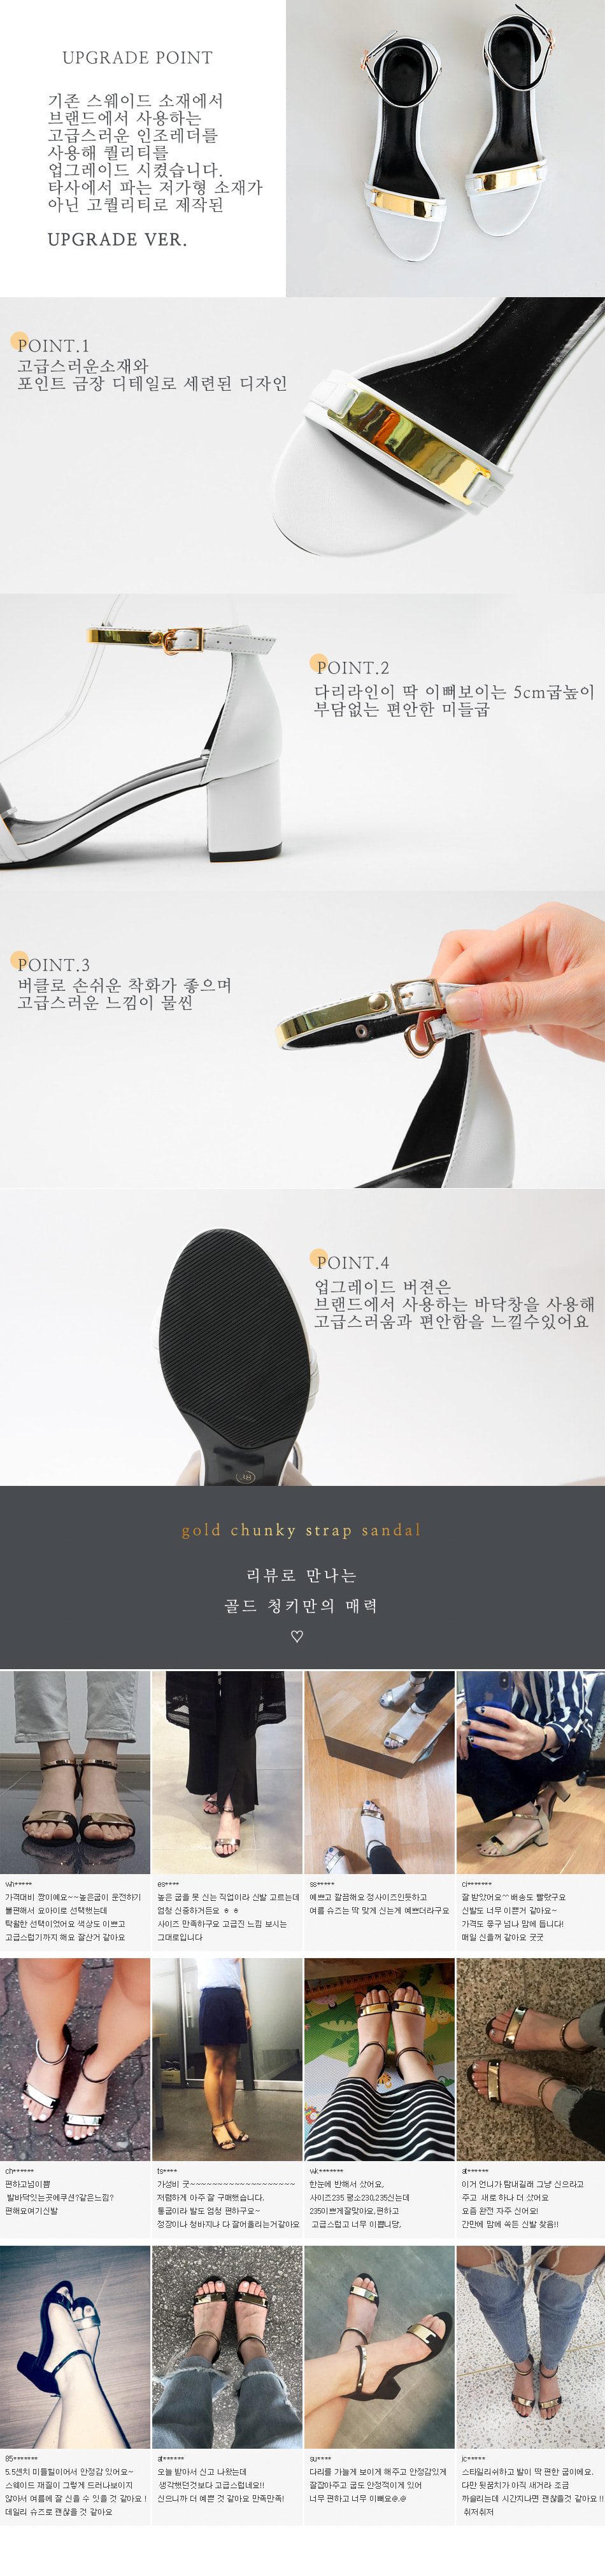 UPGRADE POINT
기존 스웨이드 소재에서
브랜드에서 사용하는
고급스러운 인조레더를
사용해 퀄리티를
업그레이드 시켰습니다.
타사에서 파는 저가형 소재가
아닌 고퀄리티로 제작된
UPGRADE VER.
POINT.1
고급스러운소재와
포인트 금장 디테일로 세련된 디자인
POINT.2
다리라인이 딱 이뻐보이는 5cm굽높이
부담없는 편안한 미들굽
POINT.3
버클로 손쉬운 착화가 좋으며
고급스러운 느낌이 물씬
POINT.4
업그레이드 버젼은
브랜드에서 사용하는 바닥창을 사용해
고급스러움과 편안함을 느낄수있어요
gold chunky strap sandal
리뷰로 만나는
골드 청키만의 매력
♡
wh*****
가격대비 짱이예요~~높은굽이 운전하기
불편해서 요아이로 선택했는데
탁월한 선택이었어요 색상도 이쁘고
고급스럽기까지 해요 잘산거 같아요
es****
높은 굽을 못 신는 직업이라 신발 고르는데
엄청 신중하거든요 ㅎㅎ
사이즈 만족하구요 고급진 느낌 보시는
그대로입니다
ss*****
예쁘고 깔끔해요 정사이즈인듯하고
여름 슈즈는 딱 맞게 신는게 예쁘더라구요
ci*******
잘 받았어요^^ 배송도 빨랐구요
신발도 너무 이쁜거 같아요~
가격도 쭝구 넘나 맘에 듭니다!
매일 신을꺼 같아요 굿굿
ch******
편하고넘이쁨
발바닥잇는곳에쿠션?같은느낌?
편해요여기신발
ts****
가성비 굿~~~~~~~~~~~~~~~~~~~
저렴하게 아주 잘 구매했습니다.
통굽이라 발도 엄청 편하구요~
정장이나 청바지나 다 잘어울리는거같아요
wk*******
한눈에 반해서 샀어요,
사이즈235 평소230,235신는데
235이쁘게잘맞아요,편하고
고급스럽고 너무 이쁩니당,
at******
이거 언니가 탐내길래 그냥 신으라고
주고 새로 하나 더 샀어요
요즘 완전 자주 신어요!
간만에 맘에 쏙든 신발 찾음!!
85*******
5.5센치 미들힐이어서 안정감 있어요~
스웨이드 재질이 그렇게 드러나보이지
않아서 여름에 잘 신을 수 있을 것 같아요 !
데일리 슈즈로 괜찮을 것 같아요
at******
오늘 받아서 신고 나왔는데
생각했던것보다 고급스럽네요!!
신으니까 더 예쁜 것 같아요 만족만족!
su****
다리를 가늘게 보이게 해주고 안정감있게
잘잡아주고 굽도 안정적이게 있어
너무 편하고 너무 이뻐요@.@
jc*****
스타일리쉬하고 발이 딱 편한 굽이에요.
다만 뒷꿈치가 아직 새거라 조금
까슬리는데 시간지나면 괜찮을것 같아요 !!
취저취저